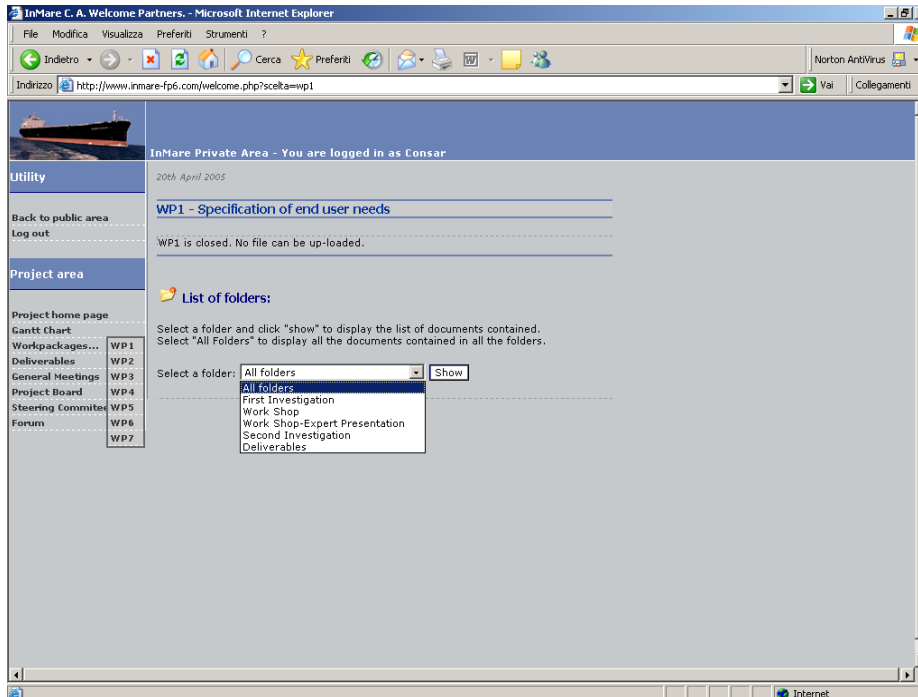 InMare C. A. Welcome Partners. - Microsoft Internet Explorer
File Modifica Visualizza Preferiti Strumenti ?
Indietro Cerca Preferiti Norton AntiVirus
Indirizzo http://www.inmare-fp6.com/welcome.php?scelta=wp1 Vai Collegamenti
InMare Private Area - You are logged in as Consar
Utility
Back to public area
Log out
Project area
Project home page
Gantt Chart
Workpackages...
Deliverables
General Meetings
Project Board
Steering Commitee
Forum
WP1
WP2
WP3
WP4
WP5
WP6
WP7
20th April 2005
WP1 - Specification of end user needs
WP1 is closed. No file can be up-loaded.
List of folders:
Select a folder and click "show" to display the list of documents contained.
Select "All Folders" to display all the documents contained in all the folders.
Select a folder: All folders Show
All folders
First Investigation
Work Shop
Work Shop-Expert Presentation
Second Investigation
Deliverables
Internet